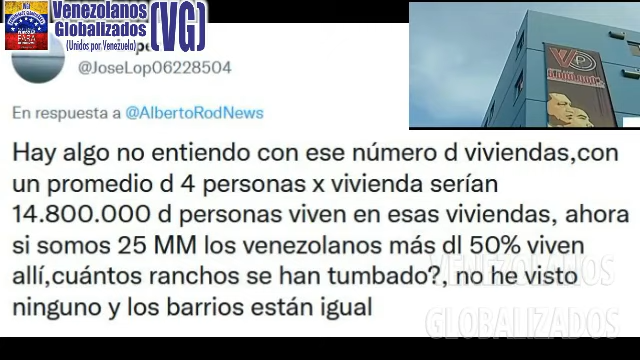 Venezolanos
Globalizados
(Unidos por Venezuela)
(VG)
@JoseLop06228504
En respuesta a @AlbertoRodNews
Hay algo no entiendo con ese número d viviendas,con
un promedio d 4 personas x vivienda serían
14.800.000 d personas viven en esas viviendas, ahora
si somos 25 MM los venezolanos más dl 50% viven
allí,cuántos ranchos se han tumbado?, no he visto
ninguno y los barrios están igual
VENEZOLANOS
GLOBALIZADOS